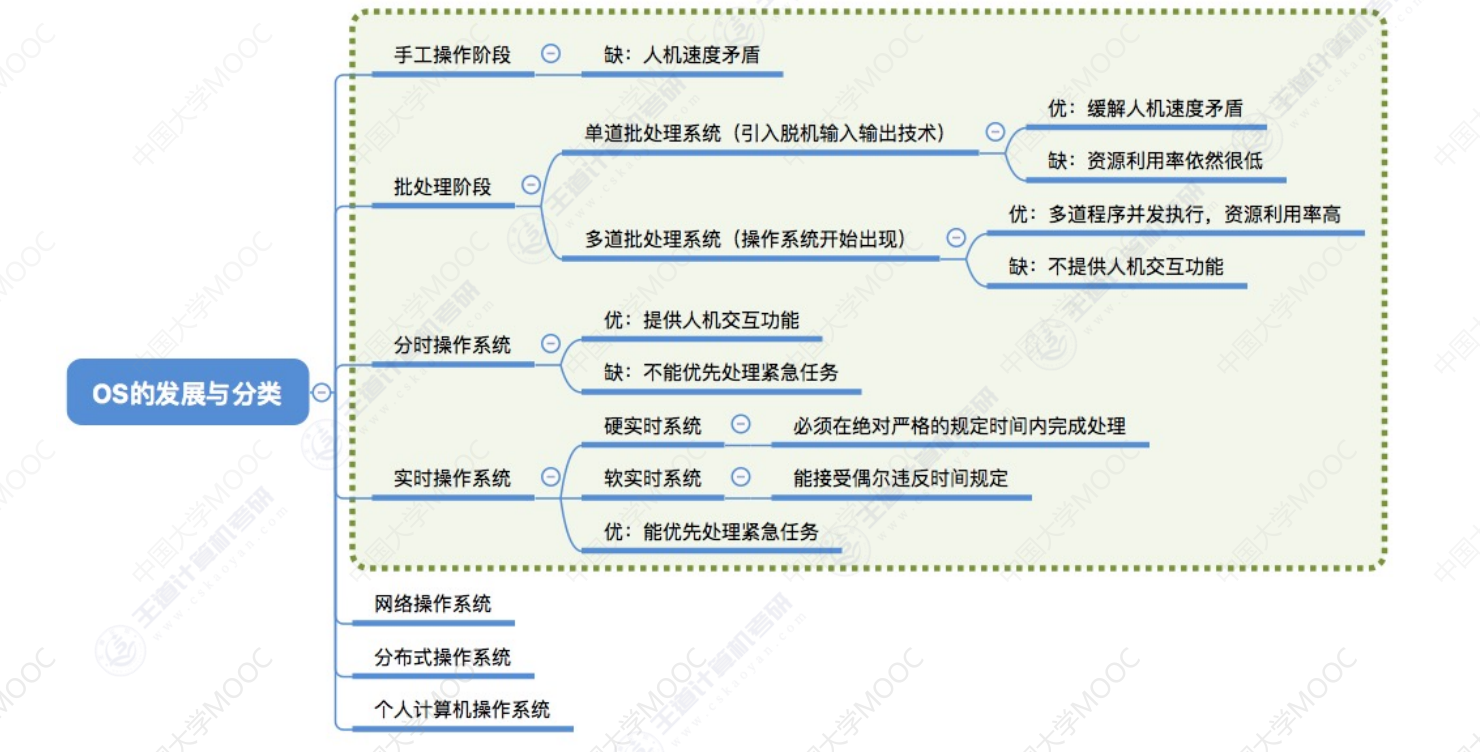 手工操作阶段
缺：人机速度矛盾
批处理阶段
单道批处理系统（引入脱机输入输出技术）
优：缓解人机速度矛盾
缺：资源利用率依然很低
多道批处理系统（操作系统开始出现）
优：多道程序并发执行，资源利用率高
缺：不提供人机交互功能
OS的发展与分类
分时操作系统
优：提供人机交互功能
缺：不能优先处理紧急任务
实时操作系统
硬实时系统
必须在绝对严格的规定时间内完成处理
软实时系统
能接受偶尔违反时间规定
优：能优先处理紧急任务
网络操作系统
分布式操作系统
个人计算机操作系统
中国大学MOOC
王道计算机考研
www.cskaoyan.com